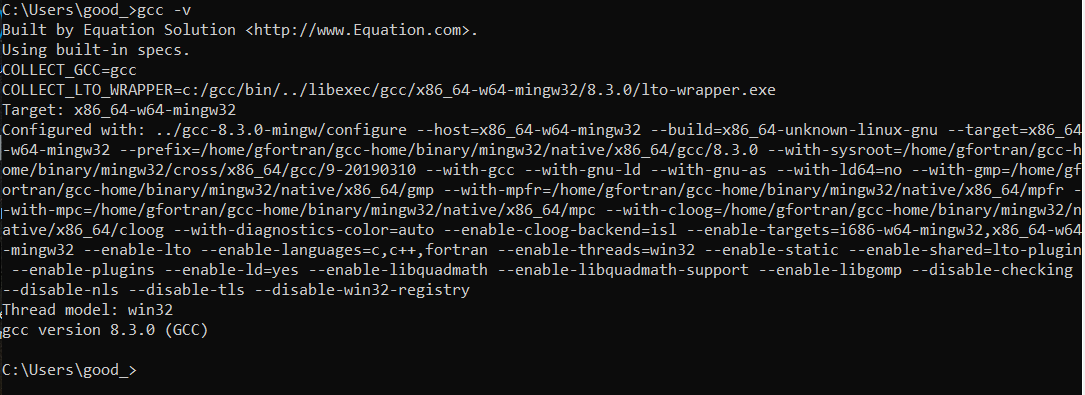 C:\Users\good_>gcc -v
Built by Equation Solution <http://www.Equation.com>.
Using built-in specs.
COLLECT_GCC=gcc
COLLECT_LTO_WRAPPER=c:/gcc/bin/../libexec/gcc/x86_64-w64-mingw32/8.3.0/lto-wrapper.exe
Target: x86_64-w64-mingw32
Configured with: ../gcc-8.3.0-mingw/configure --host=x86_64-w64-mingw32 --build=x86_64-unknown-linux-gnu --target=x86_64
-w64-mingw32 --prefix=/home/gfortran/gcc-home/binary/mingw32/native/x86_64/gcc/8.3.0 --with-sysroot=/home/gfortran/gcc-h
ome/binary/mingw32/cross/x86_64/gcc/9-20190310 --with-gcc --with-gnu-ld --with-gnu-as --with-ld64=no --with-gmp=/home/gf
ortran/gcc-home/binary/mingw32/native/x86_64/gmp --with-mpfr=/home/gfortran/gcc-home/binary/mingw32/native/x86_64/mpfr -
-with-mpc=/home/gfortran/gcc-home/binary/mingw32/native/x86_64/mpc --with-cloog=/home/gfortran/gcc-home/binary/mingw32/n
ative/x86_64/cloog --with-diagnostics-color=auto --enable-cloog-backend=isl --enable-targets=i686-w64-mingw32,x86_64-w64
-mingw32 --enable-lto --enable-languages=c,c++,fortran --enable-threads=win32 --enable-static --enable-shared=lto-plugin
 --enable-plugins --enable-ld=yes --enable-libquadmath --enable-libquadmath-support --enable-libgomp --disable-checking
--disable-nls --disable-tls --disable-win32-registry
Thread model: win32
gcc version 8.3.0 (GCC)
C:\Users\good_>